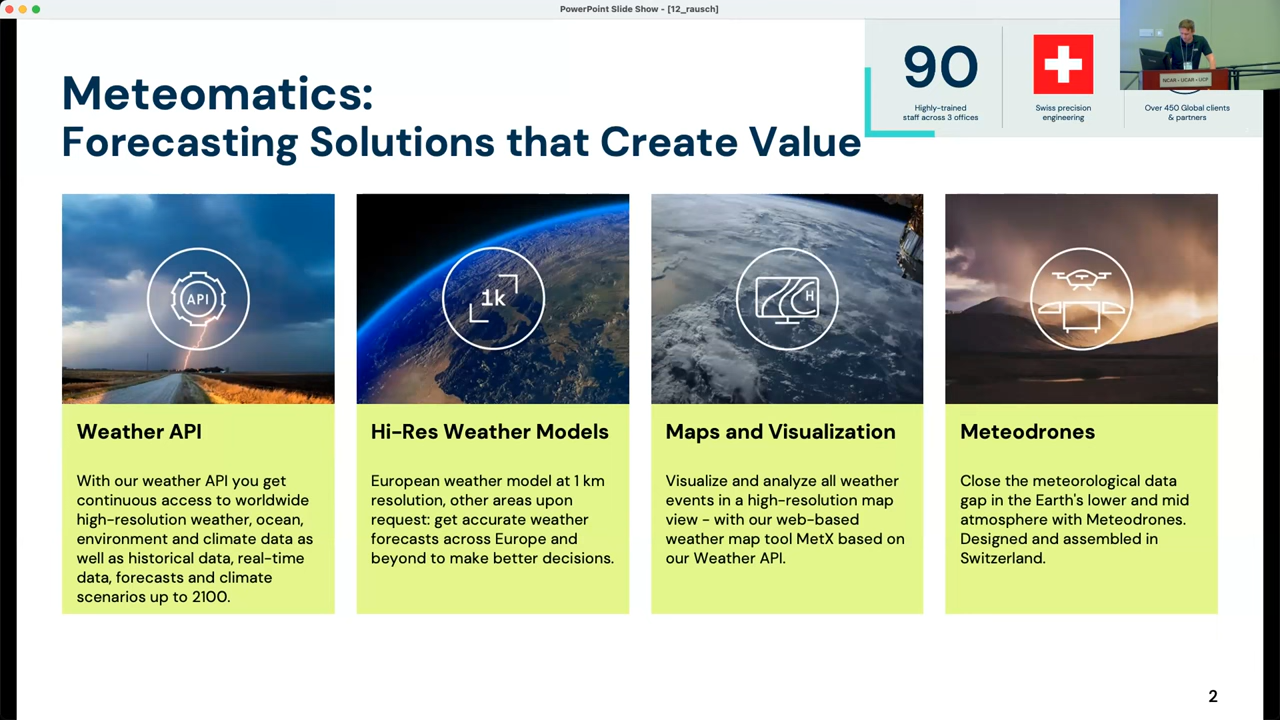 PowerPoint Slide Show - [12_rausch]
Meteomatics:
Forecasting Solutions that Create Value
90
Highly-trained
staff across 3 offices
Swiss precision
engineering
Over 450 Global clients
& partners
NCAR • UCAR • UCP
API
Weather API
With our weather API you get
continuous access to worldwide
high-resolution weather, ocean,
environment and climate data as
well as historical data, real-time
data, forecasts and climate
scenarios up to 2100.
1k
Hi-Res Weather Models
European weather model at 1 km
resolution, other areas upon
request: get accurate weather
forecasts across Europe and
beyond to make better decisions.
H
Maps and Visualization
Visualize and analyze all weather
events in a high-resolution map
view - with our web-based
weather map tool MetX based on
our Weather API.
Meteodrones
Close the meteorological data
gap in the Earth's lower and mid
atmosphere with Meteodrones.
Designed and assembled in
Switzerland.
2